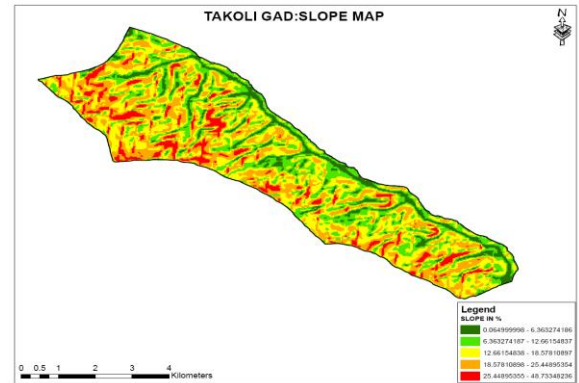 TAKOLI GAD:SLOPE MAP
N
Legend
SLOPE IN %
0.064999998 - 6.363274186
6.363274187 - 12.66154837
12.66154838 - 18.57810897
18.57810898 - 25.44895354
25.44895355 - 48.73348236
0 0.5 1 2 3 4
Kilometers